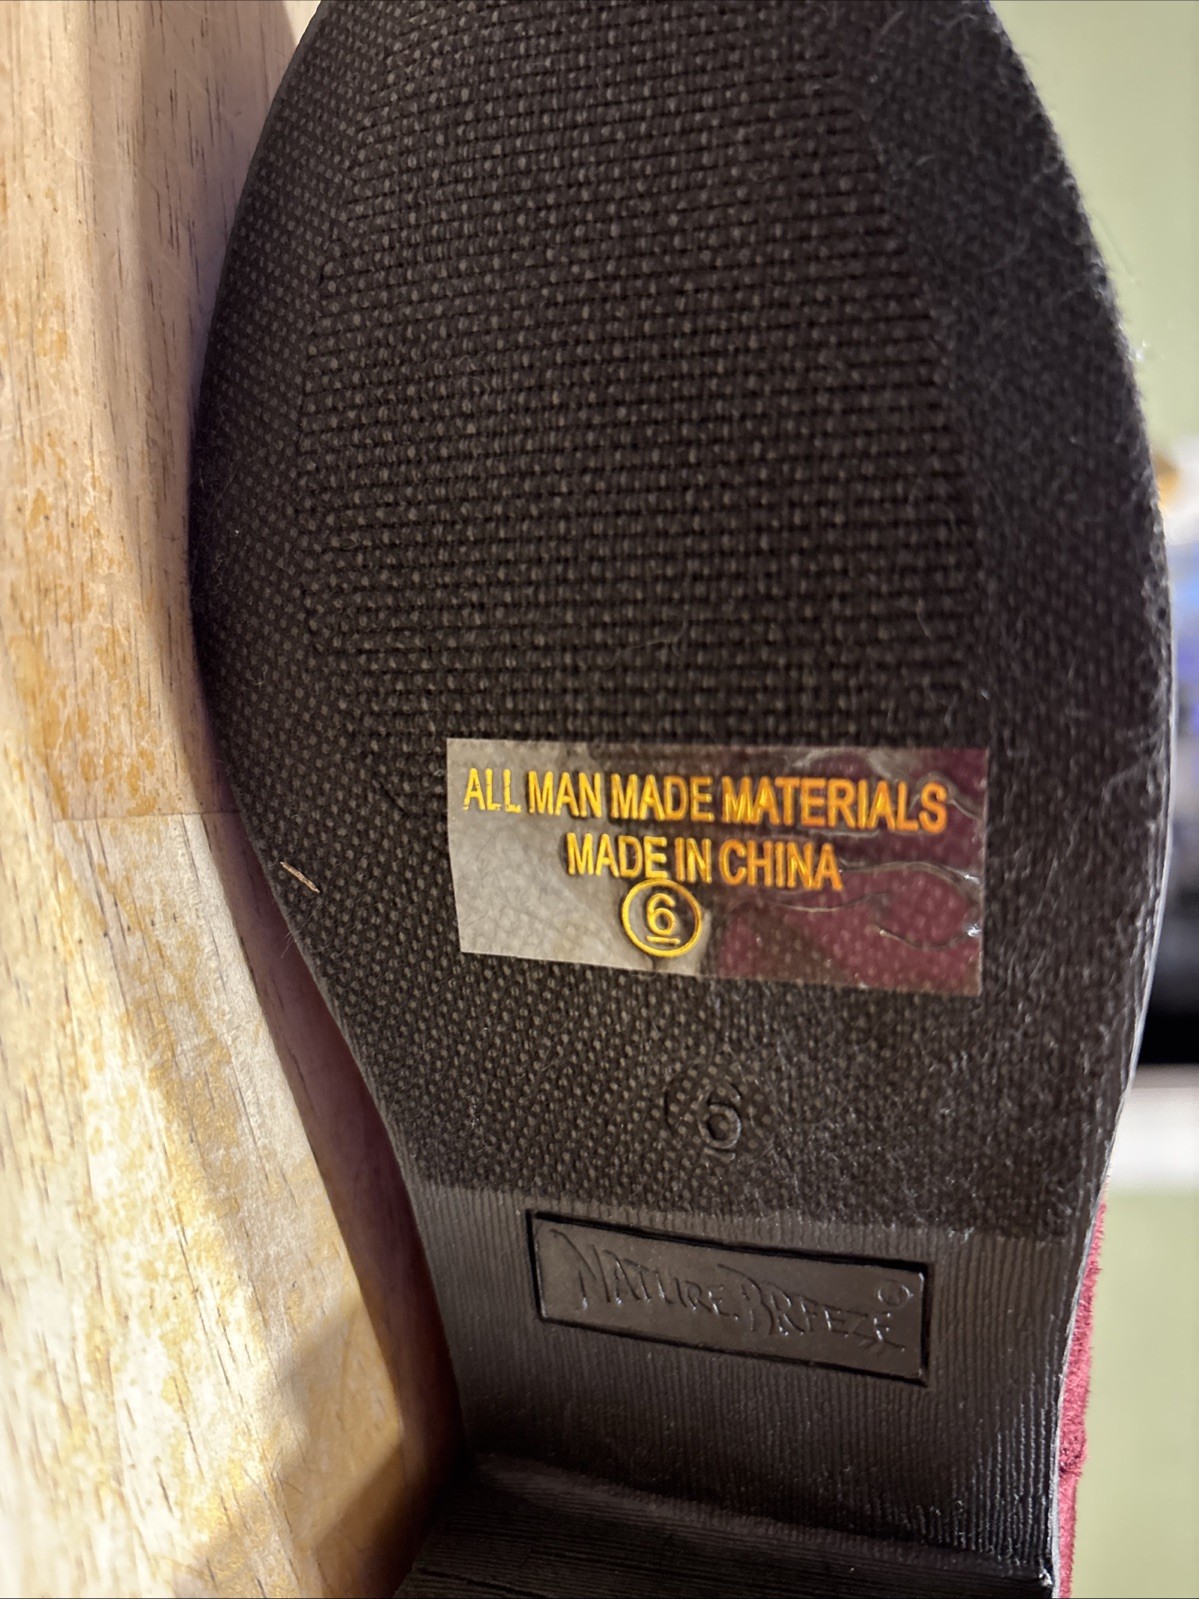 ALL MAN MADE MATERIALS
MADE IN CHINA
6
6
NATURE BREEZE